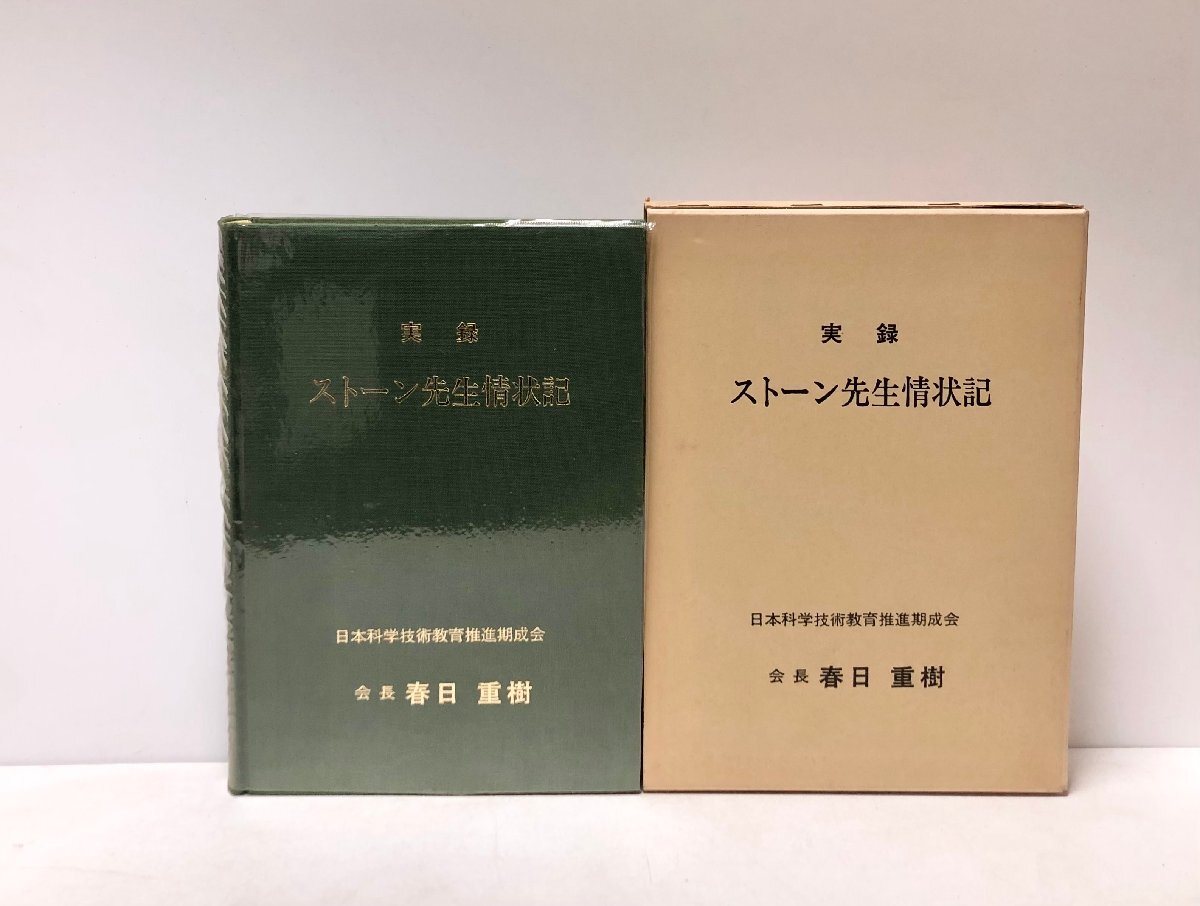 実録
ストーン先生情状記
日本科学技術教育推進期成会
会長 春日 重樹
実録
ストーン先生情状記
日本科学技術教育推進期成会
会長 春日 重樹